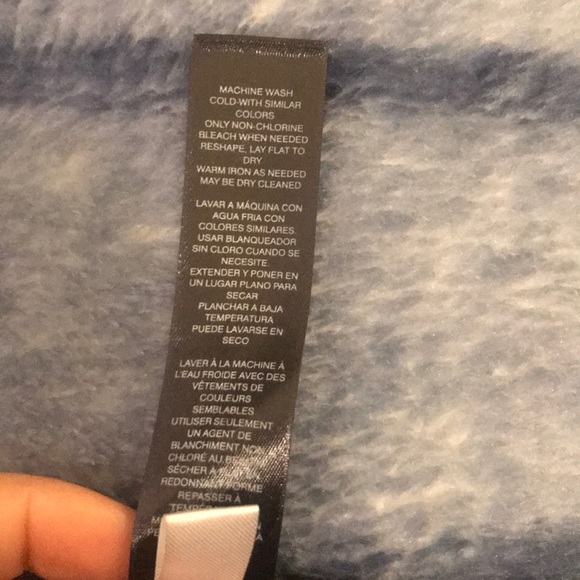 MACHINE WASH
COLD-WITH SIMILAR
COLORS
ONLY NON-CHLORINE
BLEACH WHEN NEEDED
RESHAPE, LAY FLAT TO
DRY
WARM IRON AS NEEDED
MAY BE DRY CLEANED
LAVAR A MÁQUINA CON
AGUA FRIA CON
COLORES SIMILARES.
USAR BLANQUEADOR
SIN CLORO CUANDO SE
NECESITE
EXTENDER Y PONER EN
UN LUGAR PLANO PARA
SECAR
PLANCHAR A BAJA
TEMPERATURA
PUEDE LAVARSE EN
SECO
LAVER À LA MACHINE À
L'EAU FROIDE AVEC DES
VÊTEMENTS DE
COULEURS
SEMBLABLES
UTILISER SEULEMENT
UN AGENT DE
BLANCHIMENT NON
CHLORÉ AU
SÉCHER À
REDONNANT FORME
REPASSER À